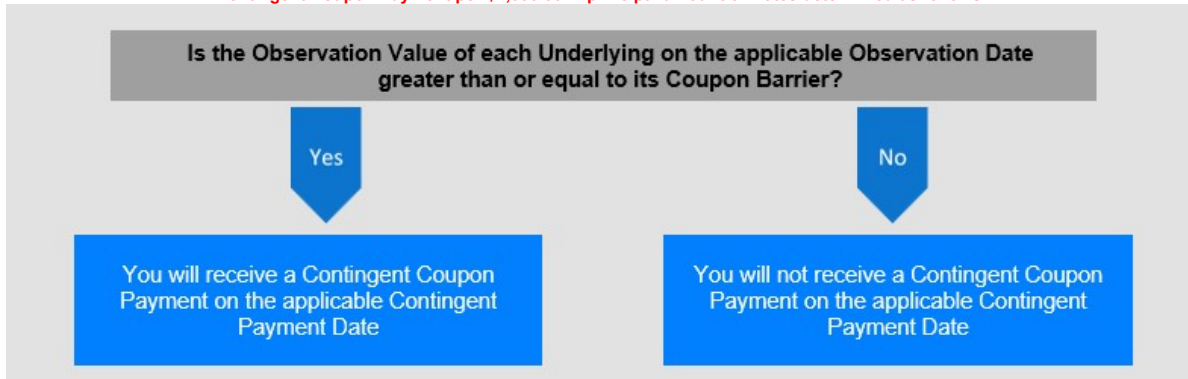 Is the Observation Value of each Underlying on the applicable Observation Date
greater than or equal to its Coupon Barrier?
Yes
No
You will receive a Contingent Coupon
Payment on the applicable Contingent
Payment Date
You will not receive a Contingent Coupon
Payment on the applicable Contingent
Payment Date